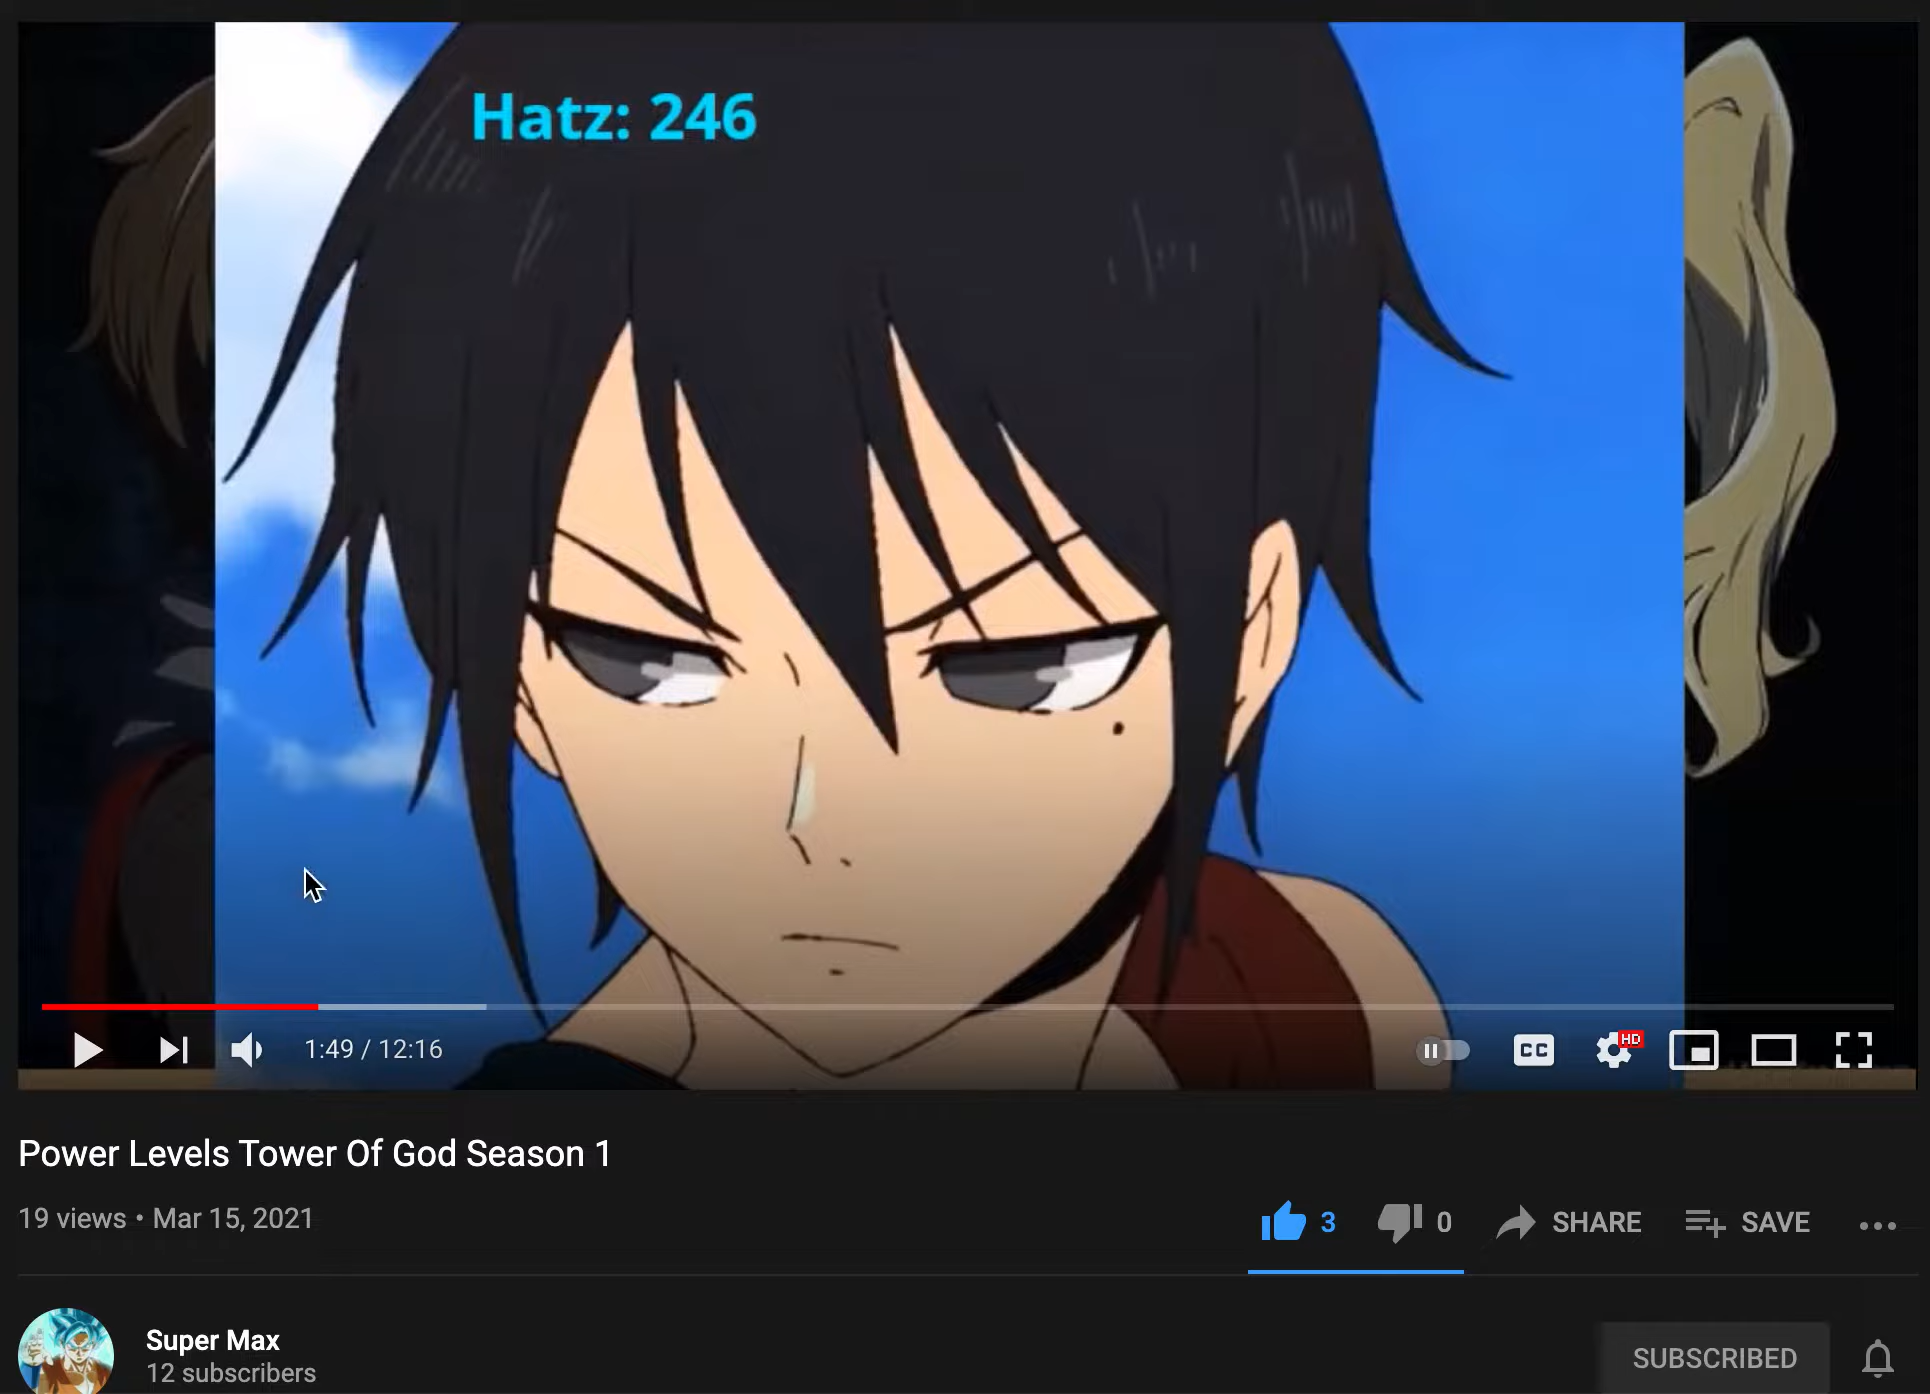 Hatz: 246
1:49 / 12:16
CC
HD
Power Levels Tower Of God Season 1
19 views • Mar 15, 2021
3
0
SHARE
SAVE
Super Max
12 subscribers
SUBSCRIBED